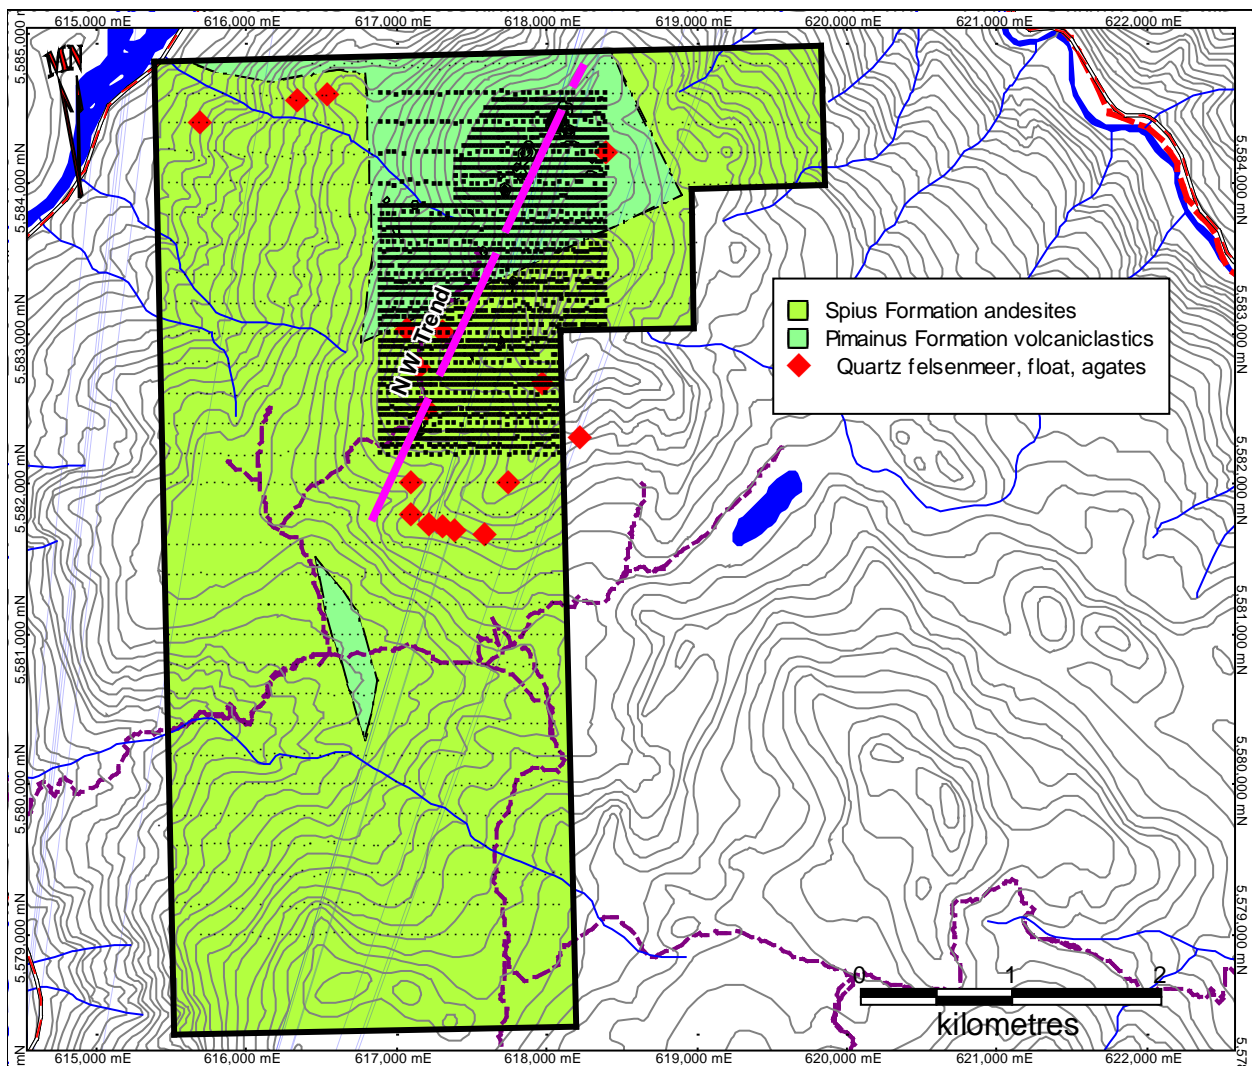 615,000 mE 616,000 mE 617,000 mE 618,000 mE 619,000 mE 620,000 mE 621,000 mE 622,000 mE
5,585,000 mN
MN
5,584,000 mN
5,584,000 mN
5,583,000 mN
5,583,000 mN
Spius Formation andesites
Pimainus Formation volcaniclastics
Quartz felsenmeer, float, agates
N W Trend
5,582,000 mN
5,582,000 mN
5,581,000 mN
5,581,000 mN
5,580,000 mN
5,580,000 mN
5,579,000 mN
5,579,000 mN
0 1 2
kilometres
mN
5,578
615,000 mE 616,000 mE 617,000 mE 618,000 mE 619,000 mE 620,000 mE 621,000 mE 622,000 mE